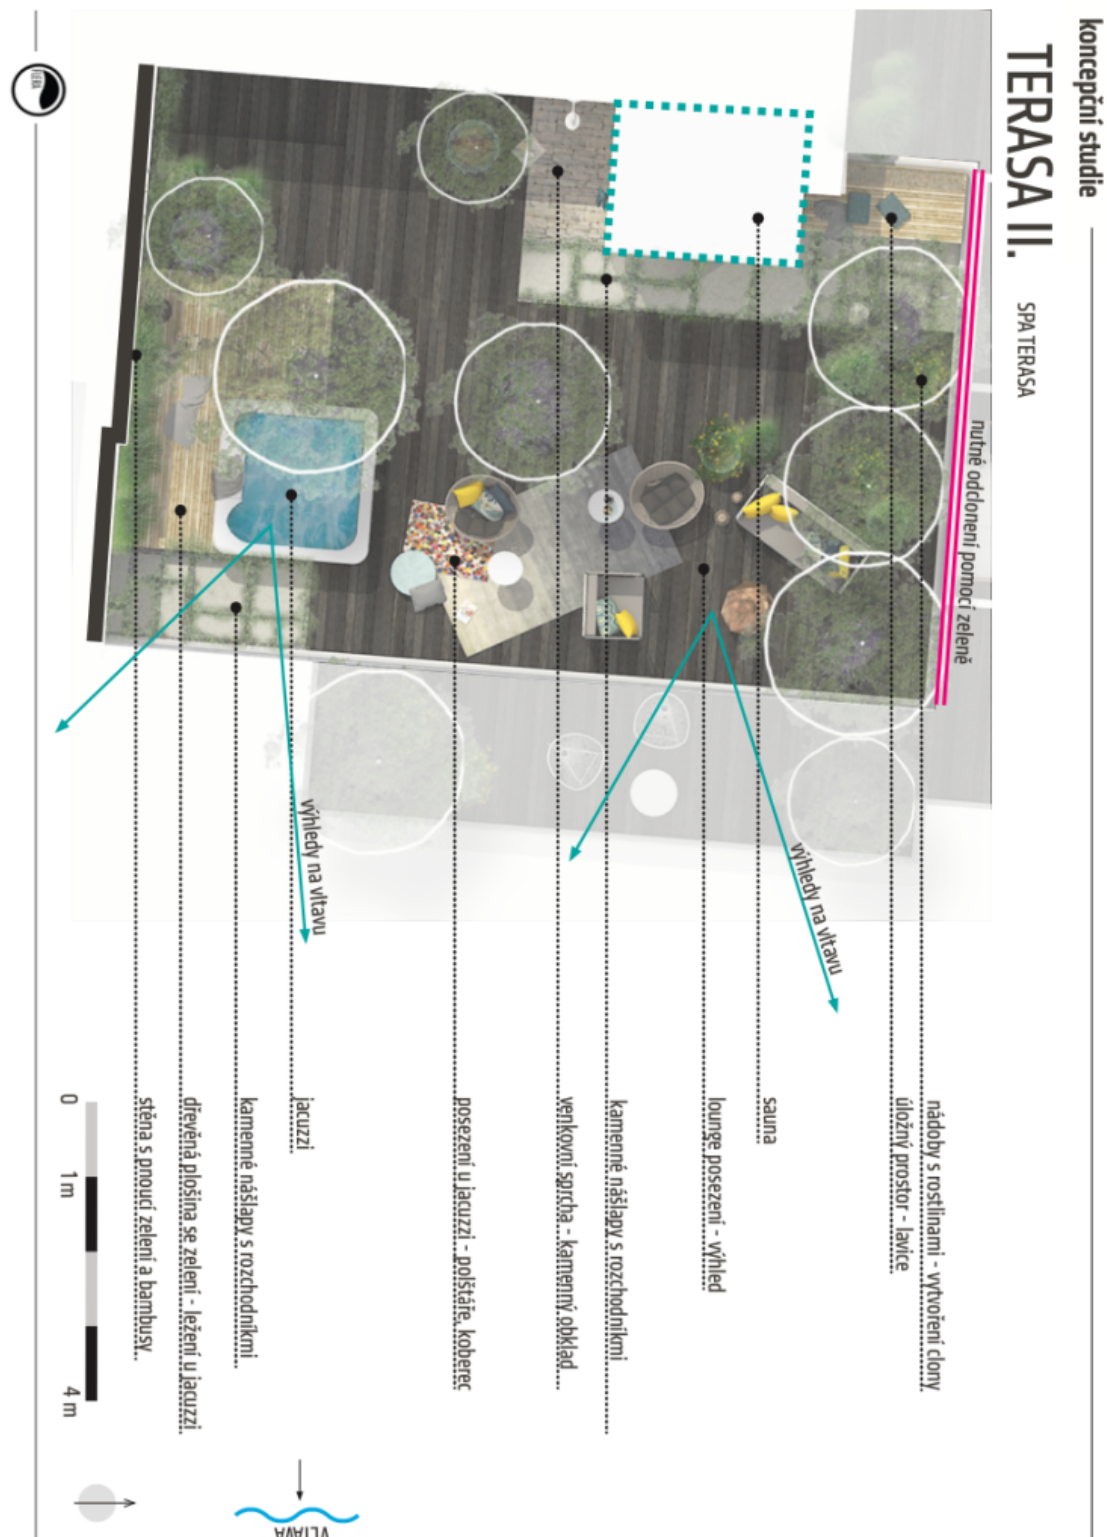 koncepční studie
TERASA II.
SPA TERASA
nutné odclonení pomocí zeleně
výhledy na vltavu
výhledy na vltavu
nádoby s rostlinami - vytvoření clony
úložný prostor - lavice
sauna
lounge posezení - výhled
kamenné nášlapy s rozchodníkmi
venkovní sprcha - kamenný obklad
posezení u jacuzzi - polštáře, koberec
jacuzzi
kamenné nášlapy s rozchodníkmi
dřevěná plošina se zelení - ležení u jacuzzi
stěna s pnoucí zelení a bambusy
0 1m 4 m
VLTAVA